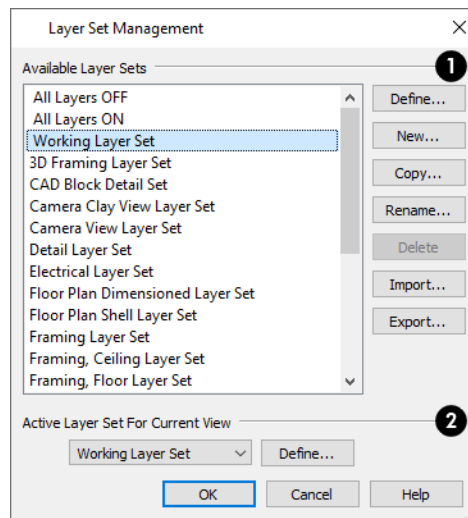 Layer Set Management
Available Layer Sets
1
All Layers OFF
All Layers ON
Working Layer Set
3D Framing Layer Set
CAD Block Detail Set
Camera Clay View Layer Set
Camera View Layer Set
Detail Layer Set
Electrical Layer Set
Floor Plan Dimensioned Layer Set
Floor Plan Shell Layer Set
Framing Layer Set
Framing, Ceiling Layer Set
Framing, Floor Layer Set
Define...
New...
Copy...
Rename...
Delete
Import...
Export...
Active Layer Set For Current View
2
Working Layer Set
Define...
OK
Cancel
Help